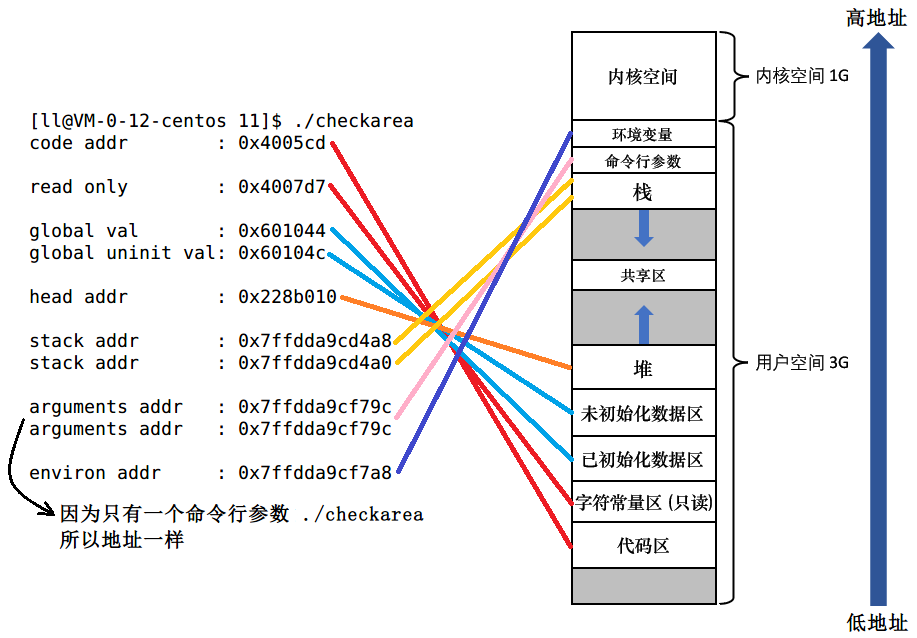 高地址
[ll@VM-0-12-centos 11]$ ./checkarea
code addr : 0x4005cd
read only : 0x4007d7
global val : 0x601044
global uninit val: 0x60104c
head addr : 0x228b010
stack addr : 0x7ffdda9cd4a8
stack addr : 0x7ffdda9cd4a0
arguments addr : 0x7ffdda9cf79c
arguments addr : 0x7ffdda9cf79c
environ addr : 0x7ffdda9cf7a8
因为只有一个命令行参数 ./checkarea
所以地址一样
内核空间
环境变量
命令行参数
栈
共享区
堆
未初始化数据区
已初始化数据区
字符常量区 (只读)
代码区
内核空间 1G
用户空间 3G
低地址